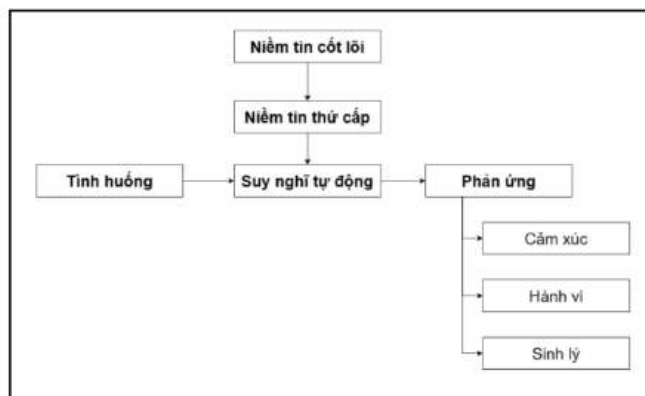 Niềm tin cốt lõi
Niềm tin thứ cấp
Tình huống
Suy nghĩ tự động
Phản ứng
Cảm xúc
Hành vi
Sinh lý